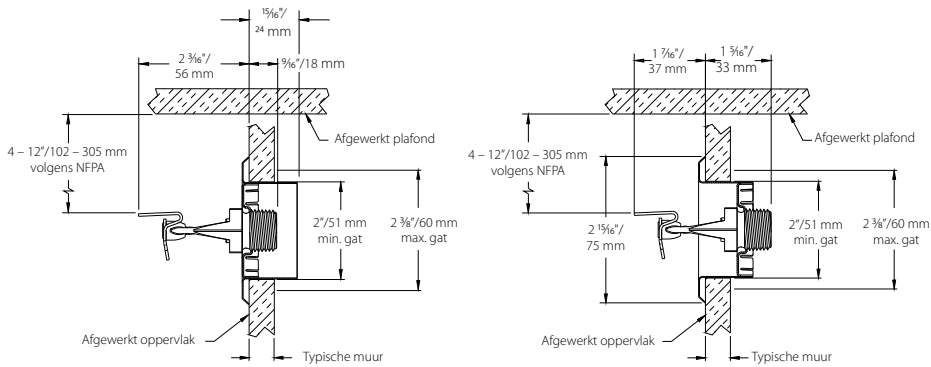 15⁄16"/
24 mm
2 3⁄16"/
56 mm
9⁄16"/18 mm
Afgewerkt plafond
4 – 12"/102 – 305 mm
volgens NFPA
2"/51 mm
min. gat
2 3⁄8"/60 mm
max. gat
Afgewerkt oppervlak
Typische muur
1 7⁄16"/
37 mm
1 5⁄16"/
33 mm
Afgewerkt plafond
4 – 12"/102 – 305 mm
volgens NFPA
2 15⁄16"/
75 mm
2"/51 mm
min. gat
2 3⁄8"/60 mm
max. gat
Afgewerkt oppervlak
Typische muur